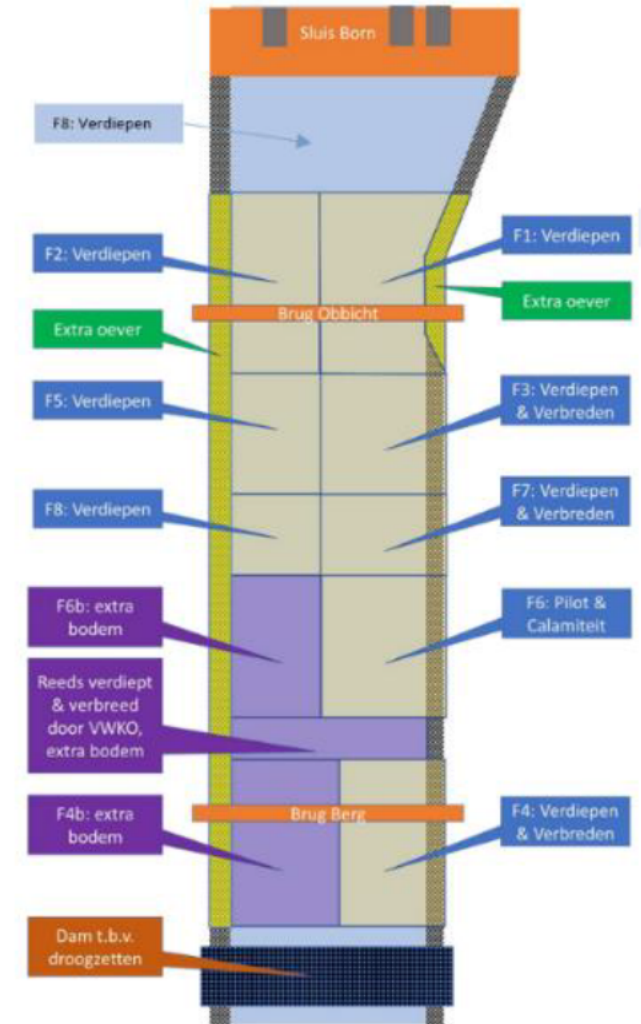 Sluis Born
F8: Verdiepen
F2: Verdiepen
F1: Verdiepen
Extra oever
Brug Obbicht
Extra oever
F5: Verdiepen
F3: Verdiepen
& Verbreden
F8: Verdiepen
F7: Verdiepen
& Verbreden
F6b: extra
bodem
F6: Pilot &
Calamiteit
Reeds verdiept
& verbreed
door VWKO,
extra bodem
F4b: extra
bodem
Brug Berg
F4: Verdiepen
& Verbreden
Dam t.b.v.
droogzetten